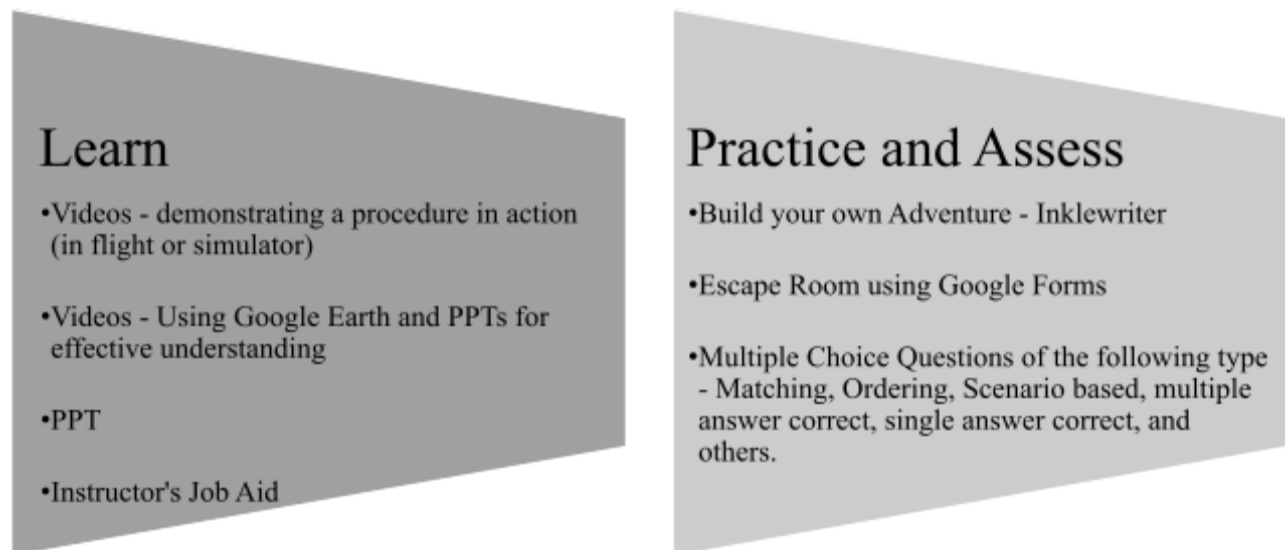 Learn
•Videos - demonstrating a procedure in action
(in flight or simulator)
•Videos - Using Google Earth and PPTs for
effective understanding
•PPT
•Instructor's Job Aid
Practice and Assess
•Build your own Adventure - Inklewriter
•Escape Room using Google Forms
•Multiple Choice Questions of the following type
- Matching, Ordering, Scenario based, multiple
answer correct, single answer correct, and
others.